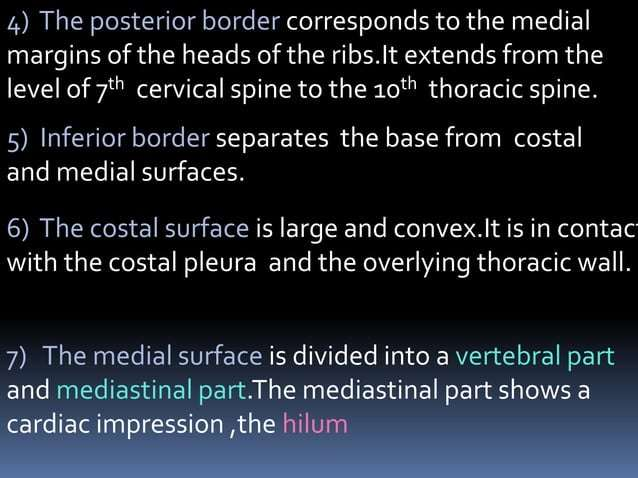 4) The posterior border corresponds to the medial
margins of the heads of the ribs.It extends from the
level of 7th cervical spine to the 10th thoracic spine.
5) Inferior border separates the base from costal
and medial surfaces.
6) The costal surface is large and convex.It is in contact
with the costal pleura and the overlying thoracic wall.
7) The medial surface is divided into a vertebral part
and mediastinal part.The mediastinal part shows a
cardiac impression ,the hilum